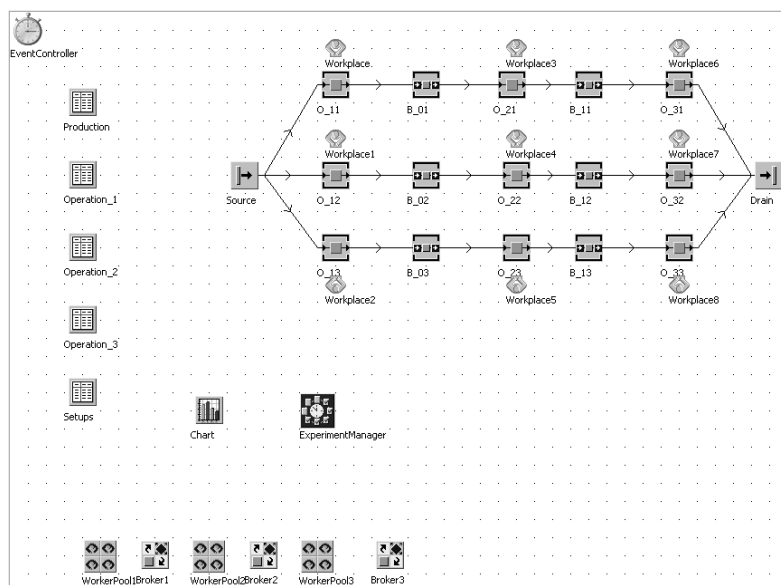 EventController
Workplace.
Workplace3
Workplace6
O_11
B_01
O_21
B_11
O_31
Production
Workplace1
Workplace4
Workplace7
Operation_1
Source
O_12
B_02
O_22
B_12
O_32
Drain
Operation_2
O_13
B_03
O_23
B_13
O_33
Workplace2
Workplace5
Workplace8
Operation_3
Setups
Chart
ExperimentManager
WorkerPool1
Broker1
WorkerPool2
Broker2
WorkerPool3
Broker3